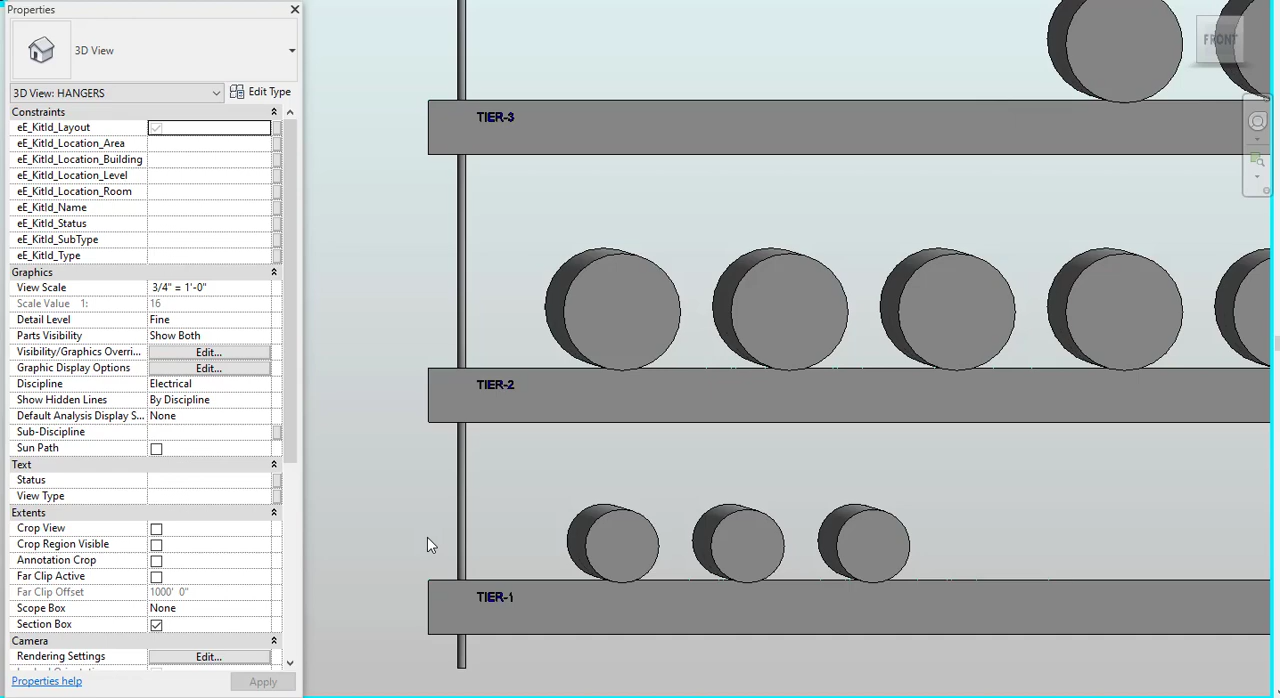 Properties
3D View
3D View: HANGERS
Edit Type
Constraints
eE_KitId_Layout
eE_KitId_Location_Area
eE_KitId_Location_Building
eE_KitId_Location_Level
eE_KitId_Location_Room
eE_KitId_Name
eE_KitId_Status
eE_KitId_SubType
eE_KitId_Type
Graphics
View Scale 3/4" = 1'-0"
Scale Value 1: 16
Detail Level Fine
Parts Visibility Show Both
Visibility/Graphics Overri... Edit...
Graphic Display Options Edit...
Discipline Electrical
Show Hidden Lines By Discipline
Default Analysis Display S... None
Sub-Discipline
Sun Path
Text
Status
View Type
Extents
Crop View
Crop Region Visible
Annotation Crop
Far Clip Active
Far Clip Offset 1000' 0"
Scope Box None
Section Box
Camera
Rendering Settings Edit...
Properties help
Apply
FRONT
TIER-3
TIER-2
TIER-1